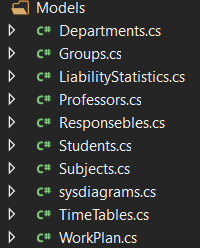 Models
C# Departments.cs
C# Groups.cs
C# LiabilityStatistics.cs
C# Professors.cs
C# Responsebles.cs
C# Students.cs
C# Subjects.cs
C# sysdiagrams.cs
C# TimeTables.cs
C# WorkPlan.cs